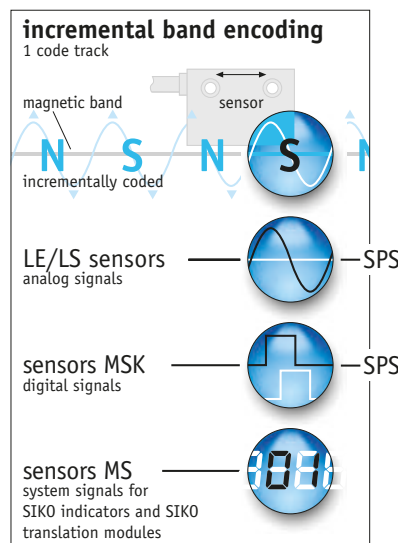 incremental band encoding
1 code track
magnetic band
sensor
N S N S N
incrementally coded
LE/LS sensors
SPS
analog signals
sensors MSK
SPS
digital signals
sensors MS
01
system signals for
SIKO indicators and SIKO
translation modules